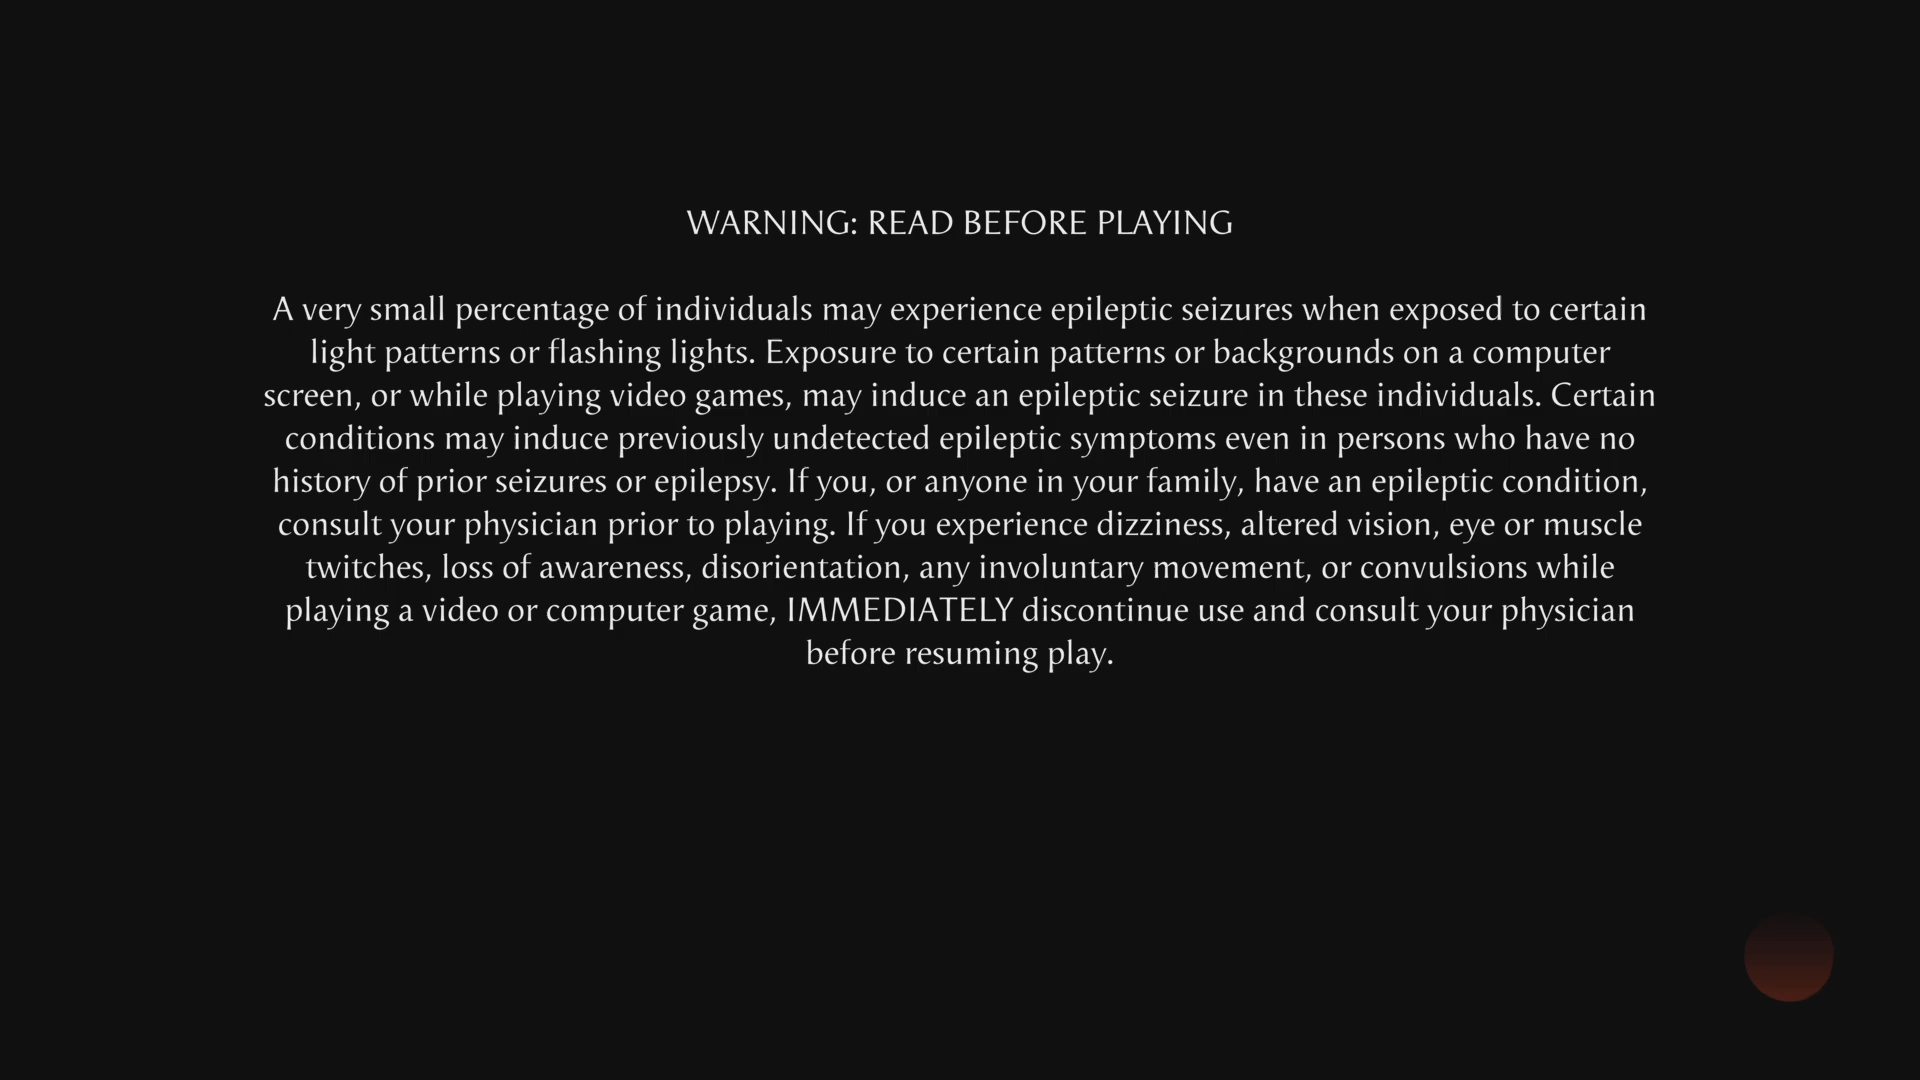 WARNING: READ BEFORE PLAYING
A very small percentage of individuals may experience epileptic seizures when exposed to certain
light patterns or flashing lights. Exposure to certain patterns or backgrounds on a computer
screen, or while playing video games, may induce an epileptic seizure in these individuals. Certain
conditions may induce previously undetected epileptic symptoms even in persons who have no
history of prior seizures or epilepsy. If you, or anyone in your family, have an epileptic condition,
consult your physician prior to playing. If you experience dizziness, altered vision, eye or muscle
twitches, loss of awareness, disorientation, any involuntary movement, or convulsions while
playing a video or computer game, IMMEDIATELY discontinue use and consult your physician
before resuming play.